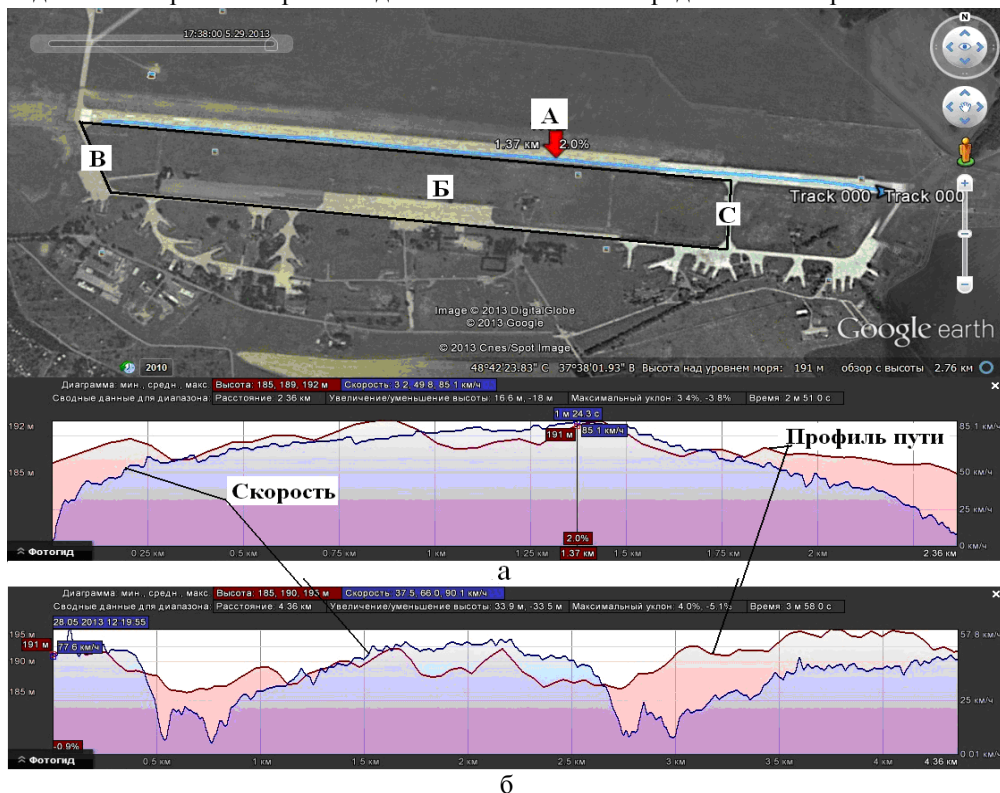 17:38:00 5.29.2013
N
А
1,37 км 2.0%
В
Б
С
Track 000 Track 000
Image © 2013 DigitalGlobe
© 2013 Google
© 2013 Cnes/Spot Image
Google earth
2010
48°42'23.83" С 37°38'01.93" В Высота над уровнем моря: 191 м обзор с высоты 2.76 км
Диаграмма: мин., средн., макс. Высота: 185, 189, 192 м Скорость: 3.2, 49.8, 85.1 км/ч
Сводные данные для диапазона: Расстояние: 2.36 км Увеличение/уменьшение высоты: 16.6 м, -18 м Максимальный уклон: 3.4%, -3.8% Время: 2 м 51.0 с
1 м 24.3 с
192 м
85.1 км/ч
191 м
85.1 км/ч
Профиль пути
185 м
50 км/ч
Скорость
25 км/ч
2.0%
0 км/ч
Фотогид
0.25 км
0.5 км
0.75 км
1 км
1.25 км
1.37 км
1.5 км
1.75 км
2 км
2.36 км
а
Диаграмма: мин., средн., макс. Высота: 185, 190, 195 м Скорость: 37.5, 66.0, 90.1 км/ч
Сводные данные для диапазона: Расстояние: 4.36 км Увеличение/уменьшение высоты: 33.9 м, -33.5 м Максимальный уклон: 4.0%, -5.1% Время: 3 м 58.0 с
28.05.2013 12:19:55
195 м
57.8 км/ч
191 м
77.6 км/ч
190 м
185 м
25 км/ч
-0.9%
0.01 км/ч
Фотогид
0.5 км
1 км
1.5 км
2 км
2.5 км
3 км
3.5 км
4 км
4.36 км
б